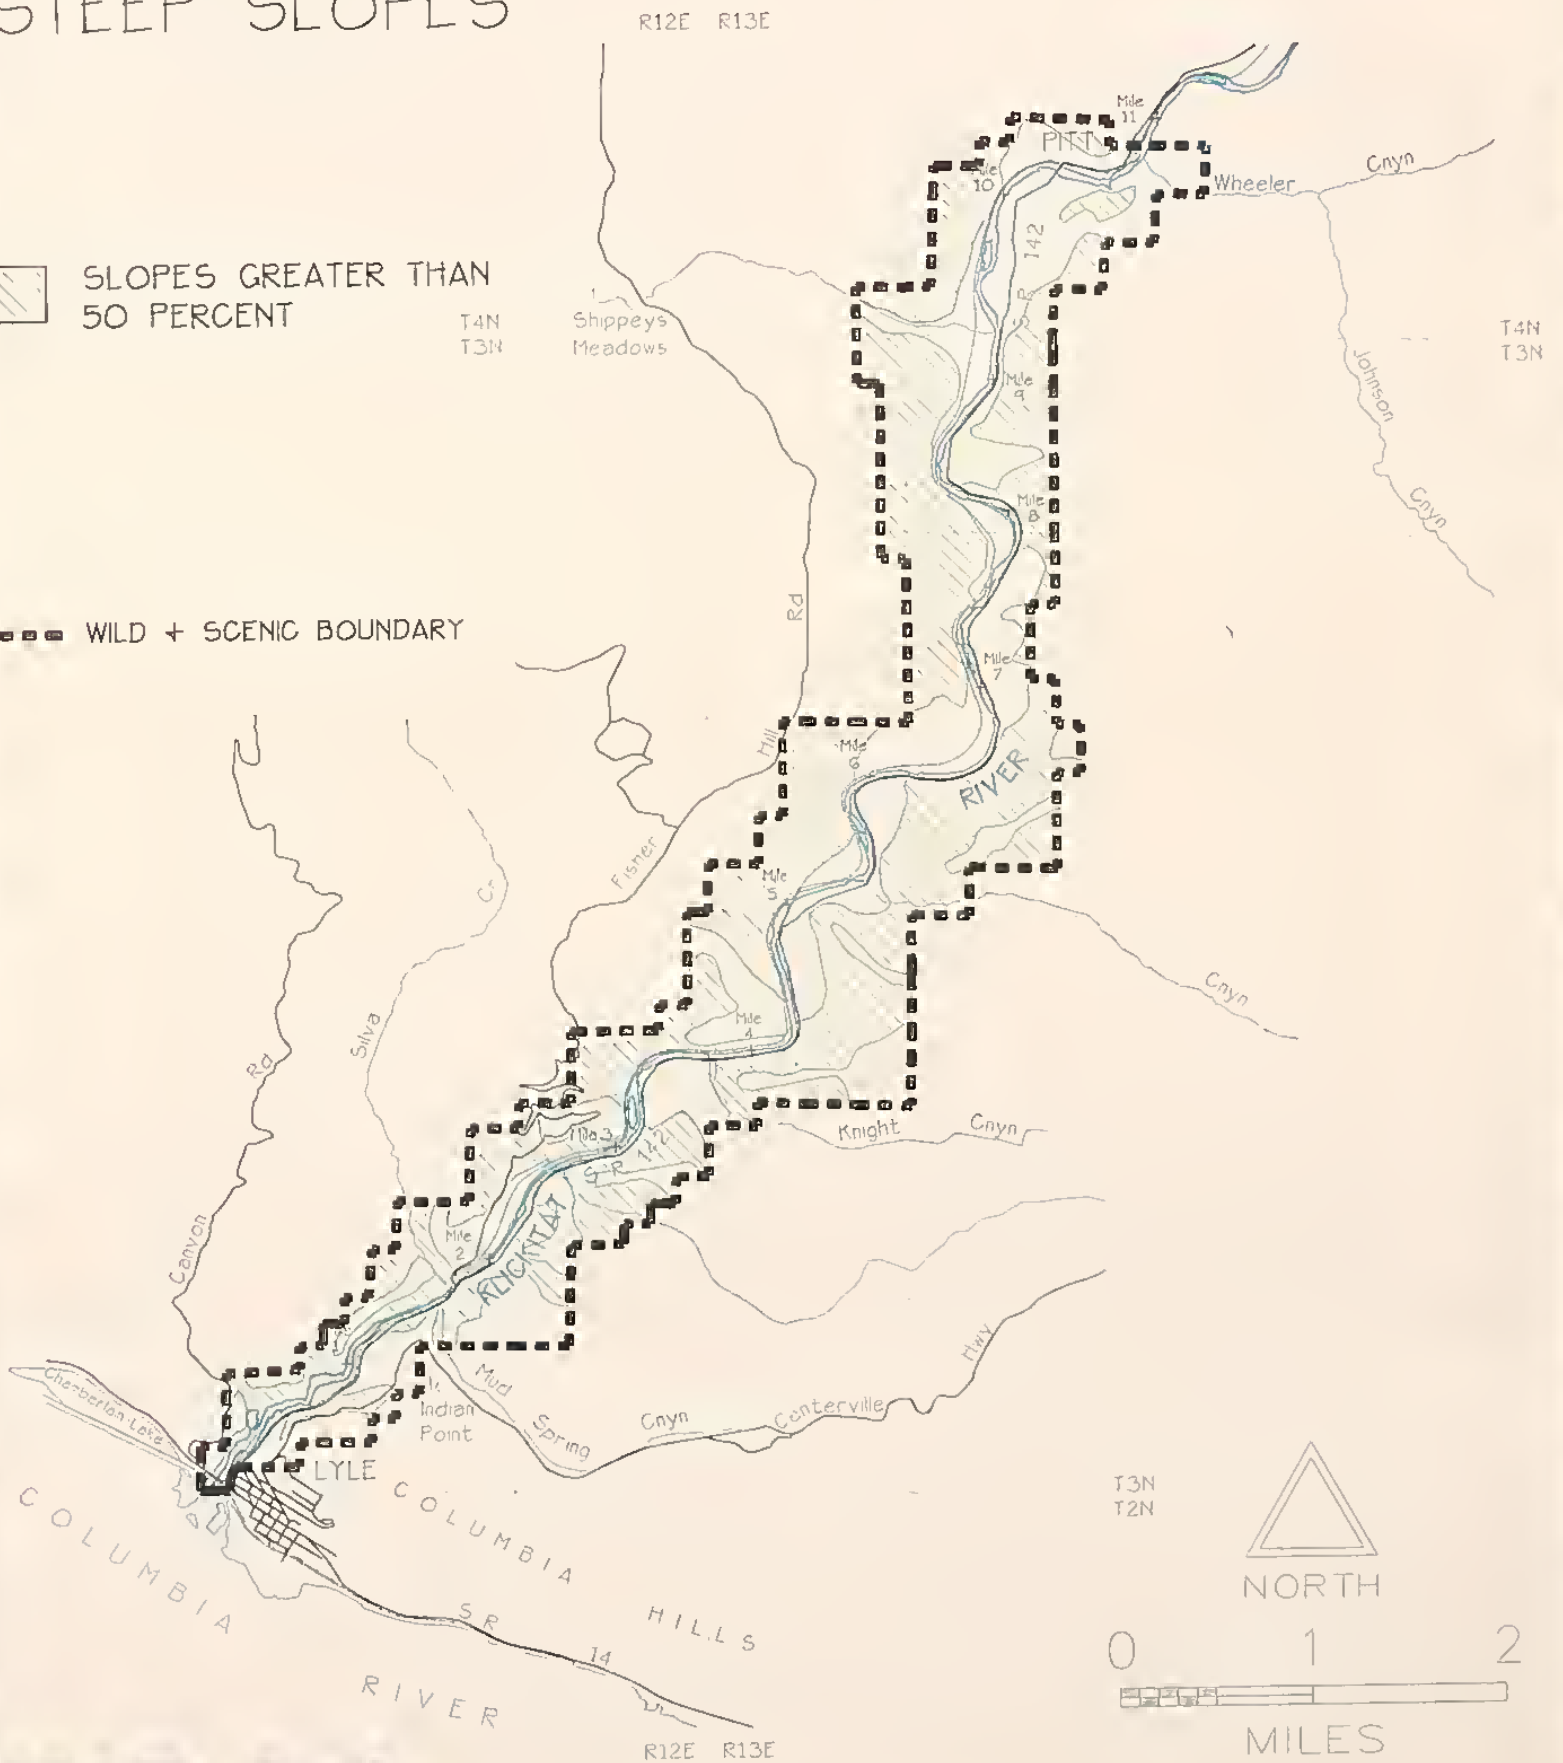 STEEP SLOPES
R12E R13E
Mile
11
PITT
10
Wheeler
Cnyn
142
SLOPES GREATER THAN
50 PERCENT
T4N
T3N
Shippeys
Meadows
S R
T4N
T3N
Mile
9
Johnson
Cnyn
Mile
8
Rd
WILD + SCENIC BOUNDARY
Mile
7
Mill
Mile
6
RIVER
Fisher
Mile
5
Cr
Cnyn
Silva
Rd
Mile
4
Knight
Cnyn
3
S R 142
Canyon
Mile
2
KLICKITAT
Hwy
Mud
Spring
Cnyn
Centerville
Indian
Point
Chamberlain Lake
LYLE
COLUMBIA
COLUMBIA
HILLS
T3N
T2N
NORTH
S R
14
RIVER
0 1 2
MILES
R12E R13E